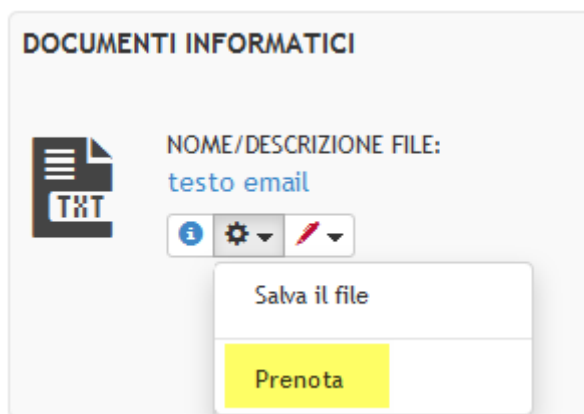 DOCUMENTI INFORMATICI
NOME/DESCRIZIONE FILE:
testo email
TXT
Salva il file
Prenota